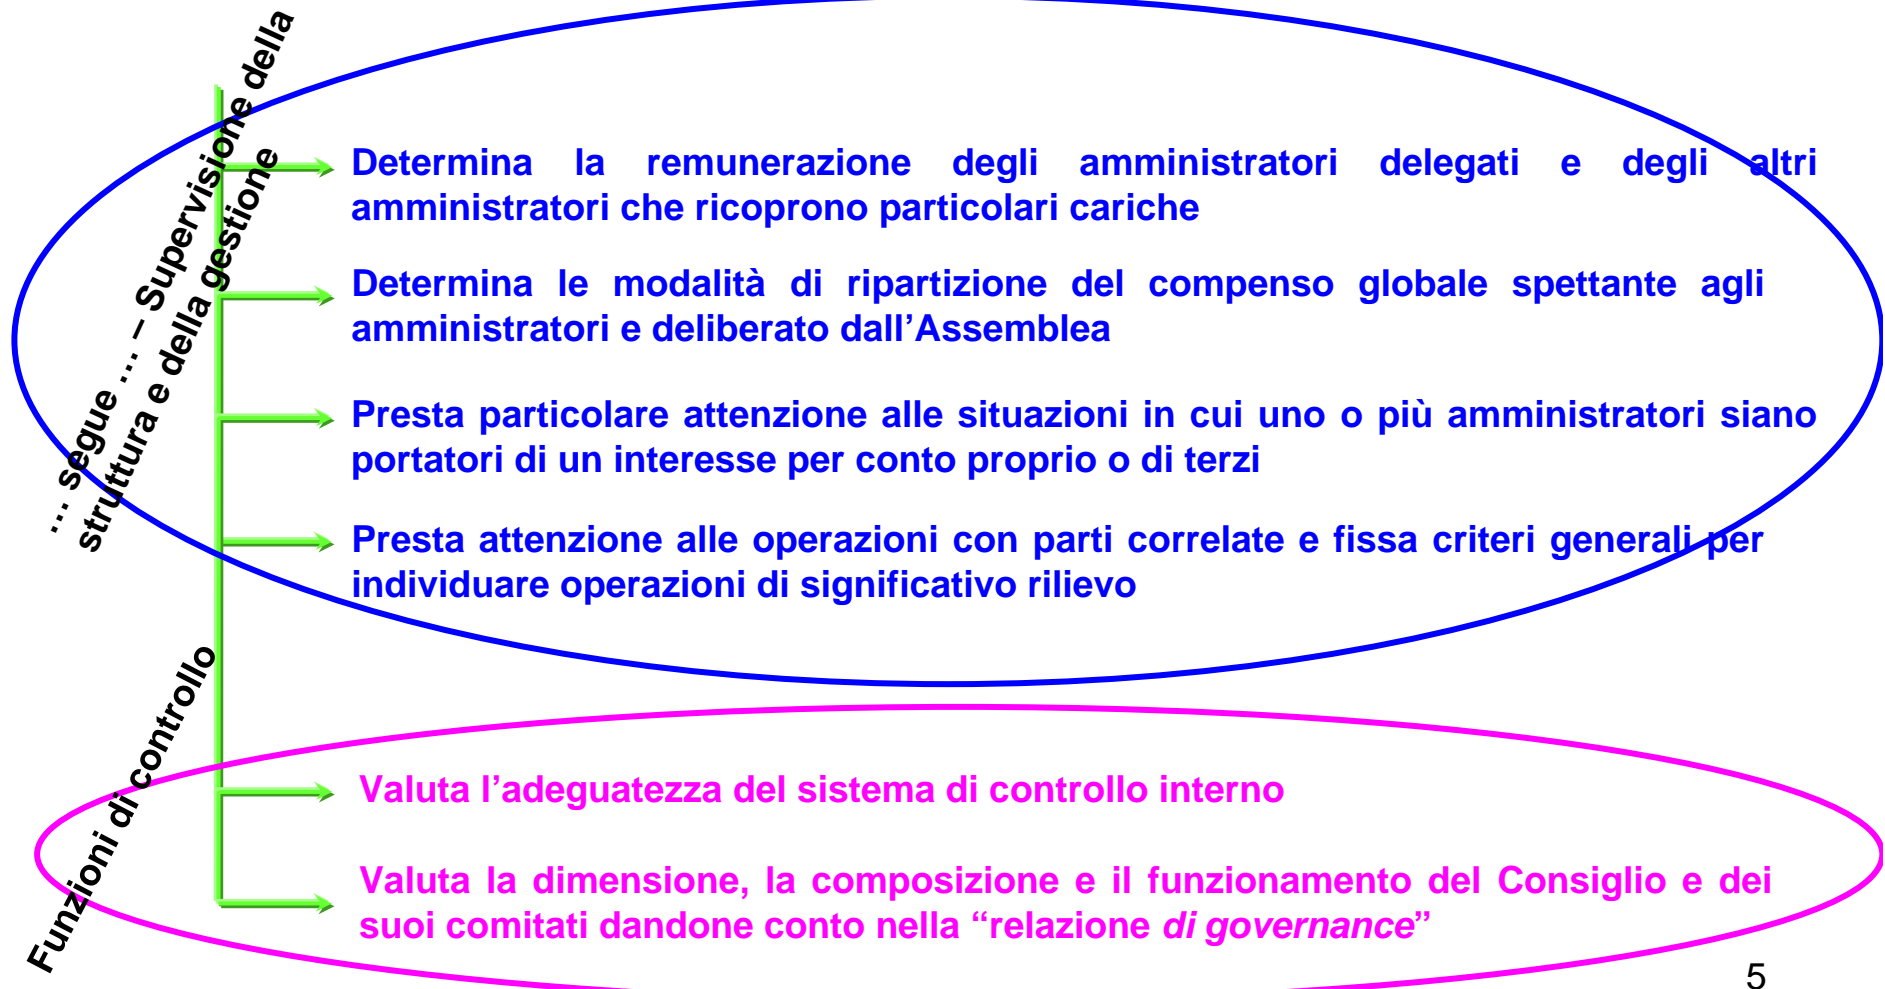 … segue … – Supervisione della
struttura e della gestione
Determina la remunerazione degli amministratori delegati e degli altri
amministratori che ricoprono particolari cariche
Determina le modalità di ripartizione del compenso globale spettante agli
amministratori e deliberato dall’Assemblea
Presta particolare attenzione alle situazioni in cui uno o più amministratori siano
portatori di un interesse per conto proprio o di terzi
Presta attenzione alle operazioni con parti correlate e fissa criteri generali per
individuare operazioni di significativo rilievo
Funzioni di controllo
Valuta l’adeguatezza del sistema di controllo interno
Valuta la dimensione, la composizione e il funzionamento del Consiglio e dei
suoi comitati dandone conto nella “relazione di governance”
5